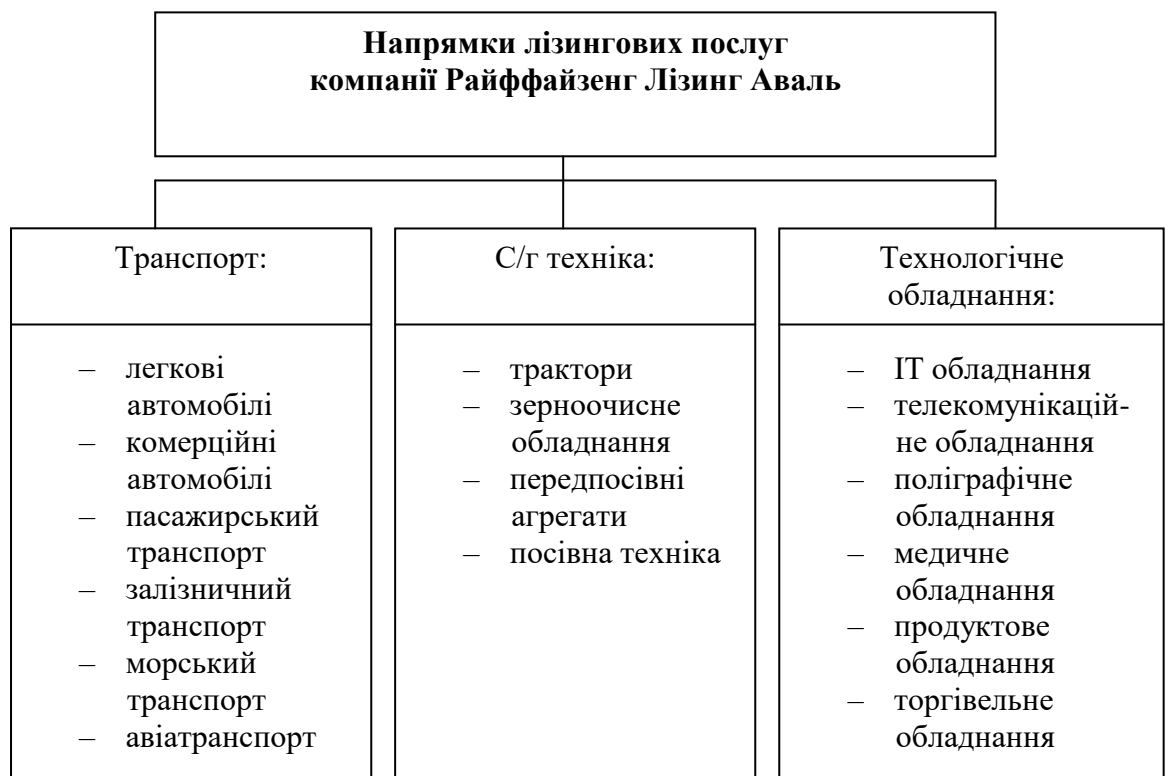 Напрямки лізингових послуг
компанії Райффайзенг Лізинг Аваль
Транспорт:
– легкові
автомобілі
– комерційні
автомобілі
– пасажирський
транспорт
– залізничний
транспорт
– морський
транспорт
– авіатранспорт
С/г техніка:
– трактори
– зерноочисне
обладнання
– передпосівні
агрегати
– посівна техніка
Технологічне
обладнання:
– ІТ обладнання
– телекомунікацій-
не обладнання
– поліграфічне
обладнання
– медичне
обладнання
– продуктове
обладнання
– торгівельне
обладнання